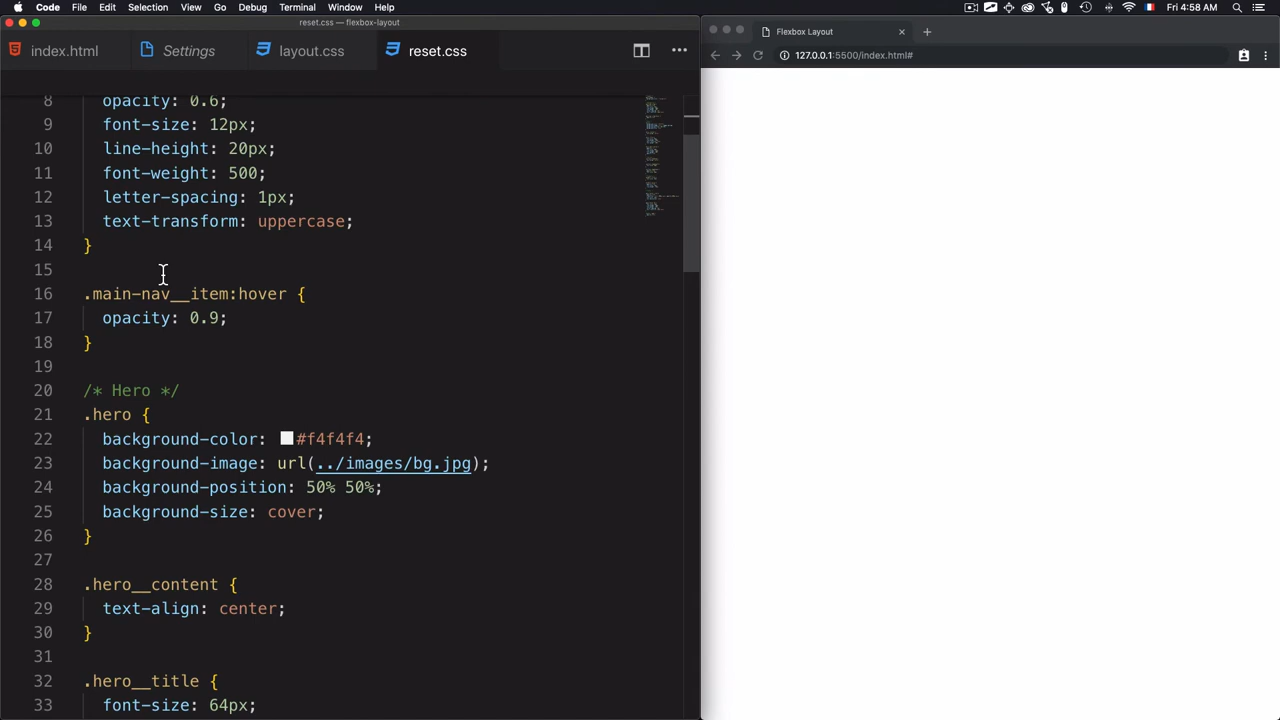 Code File Edit Selection View Go Debug Terminal Window Help Fri 4:58 AM
reset.css — flexbox-layout
index.html Settings layout.css reset.css
Flexbox Layout
127.0.0.1:5500/index.html#
8 opacity: 0.6;
9 font-size: 12px;
10 line-height: 20px;
11 font-weight: 500;
12 letter-spacing: 1px;
13 text-transform: uppercase;
14 }
15
16 .main-nav__item:hover {
17 opacity: 0.9;
18 }
19
20 /* Hero */
21 .hero {
22 background-color: #f4f4f4;
23 background-image: url(../images/bg.jpg);
24 background-position: 50% 50%;
25 background-size: cover;
26 }
27
28 .hero__content {
29 text-align: center;
30 }
31
32 .hero__title {
33 font-size: 64px;